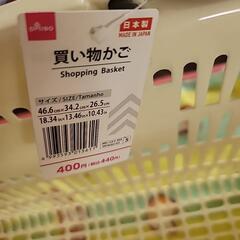 DAISO
日本製
MADE IN JAPAN
買い物かご
Shopping Basket
サイズ/SIZE/Tamanho
46.6cm×34.2cm×26.5cm
18.34in×13.46in×10.43in
400円(税込440円)